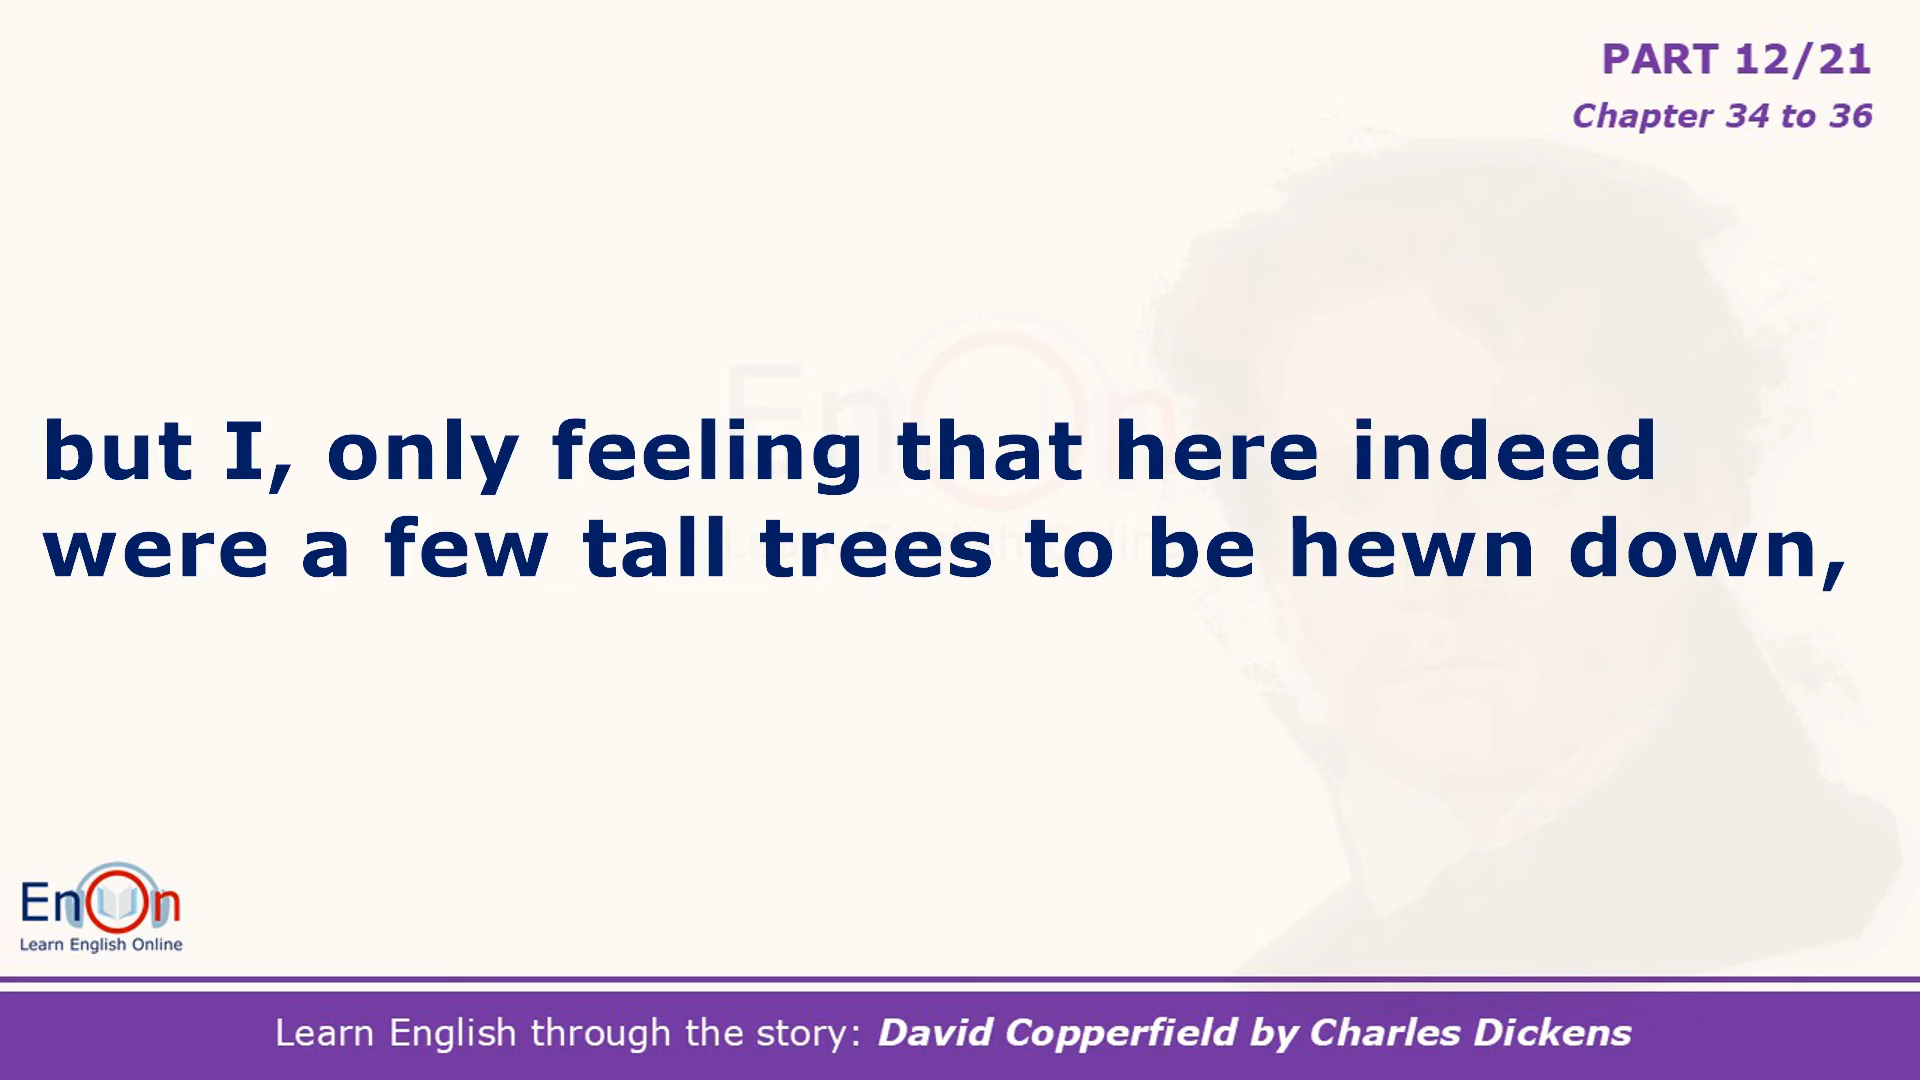 PART 12/21
Chapter 34 to 36
but I, only feeling that here indeed
were a few tall trees to be hewn down,
EnOn
Learn English Online
Learn English through the story: David Copperfield by Charles Dickens